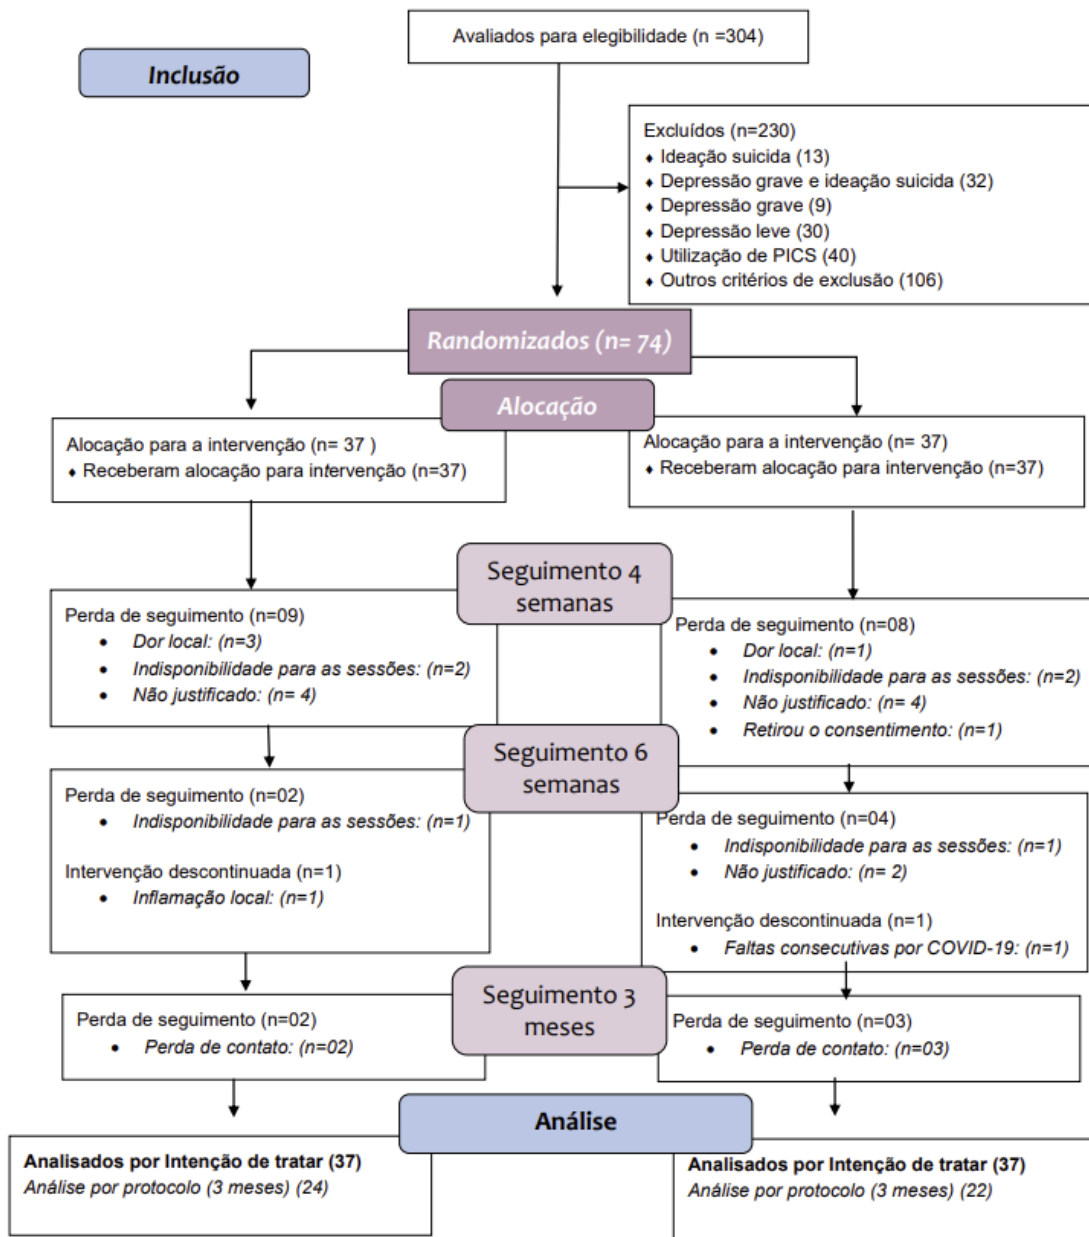 Avaliados para elegibilidade (n =304)
Inclusão
Excluídos (n=230)
♦ Ideação suicida (13)
♦ Depressão grave e ideação suicida (32)
♦ Depressão grave (9)
♦ Depressão leve (30)
♦ Utilização de PICS (40)
♦ Outros critérios de exclusão (106)
Randomizados (n= 74)
Alocação
Alocação para a intervenção (n= 37 )
♦ Receberam alocação para intervenção (n=37)
Alocação para a intervenção (n= 37)
♦ Receberam alocação para intervenção (n=37)
Seguimento 4
semanas
Perda de seguimento (n=09)
• Dor local: (n=3)
• Indisponibilidade para as sessões: (n=2)
• Não justificado: (n= 4)
Perda de seguimento (n=08)
• Dor local: (n=1)
• Indisponibilidade para as sessões: (n=2)
• Não justificado: (n= 4)
• Retirou o consentimento: (n=1)
Seguimento 6
semanas
Perda de seguimento (n=02)
• Indisponibilidade para as sessões: (n=1)
Intervenção descontinuada (n=1)
• Inflamação local: (n=1)
Perda de seguimento (n=04)
• Indisponibilidade para as sessões: (n=1)
• Não justificado: (n= 2)
Intervenção descontinuada (n=1)
• Faltas consecutivas por COVID-19: (n=1)
Seguimento 3
meses
Perda de seguimento (n=02)
• Perda de contato: (n=02)
Perda de seguimento (n=03)
• Perda de contato: (n=03)
Análise
Analisados por Intenção de tratar (37)
Análise por protocolo (3 meses) (24)
Analisados por Intenção de tratar (37)
Análise por protocolo (3 meses) (22)